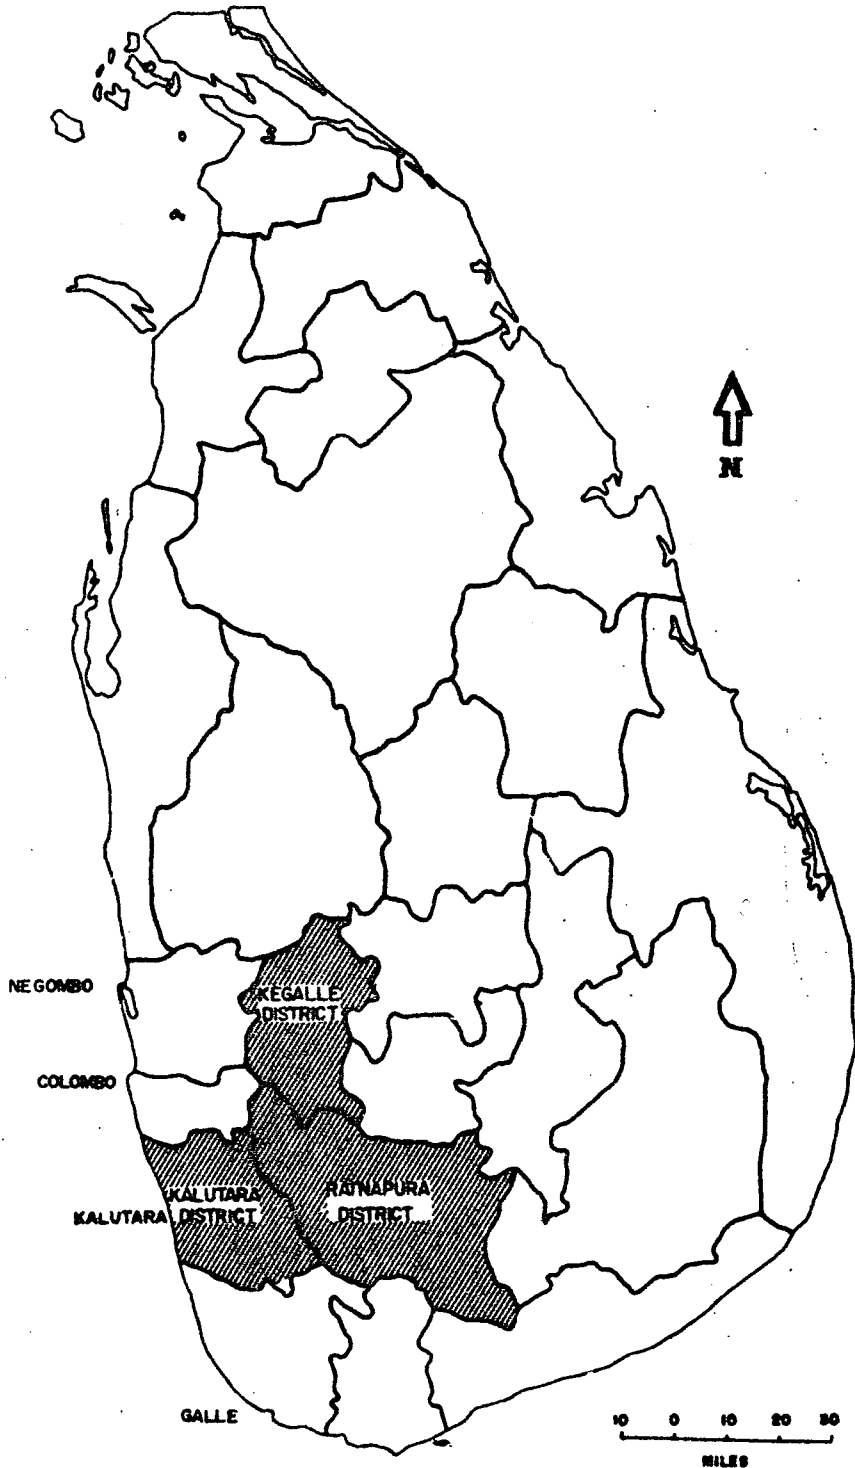 N
NEGOMBO
KEGALLE
DISTRICT
COLOMBO
KALUTARA
DISTRICT
KALUTARA
RATNAPURA
DISTRICT
GALLE
10 0 10 20 30
MILES